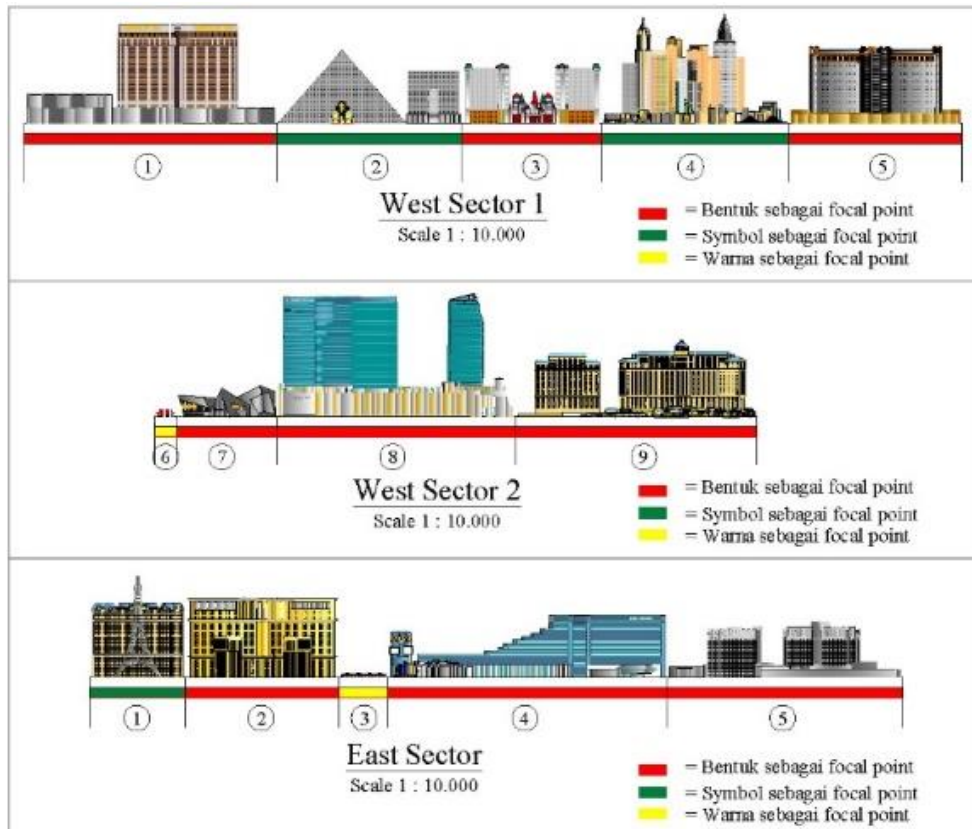 1 2 3 4 5
West Sector 1
Scale 1 : 10.000
= Bentuk sebagai focal point
= Symbol sebagai focal point
= Warna sebagai focal point
6 7 8 9
West Sector 2
Scale 1 : 10.000
= Bentuk sebagai focal point
= Symbol sebagai focal point
= Warna sebagai focal point
1 2 3 4 5
East Sector
Scale 1 : 10.000
= Bentuk sebagai focal point
= Symbol sebagai focal point
= Warna sebagai focal point